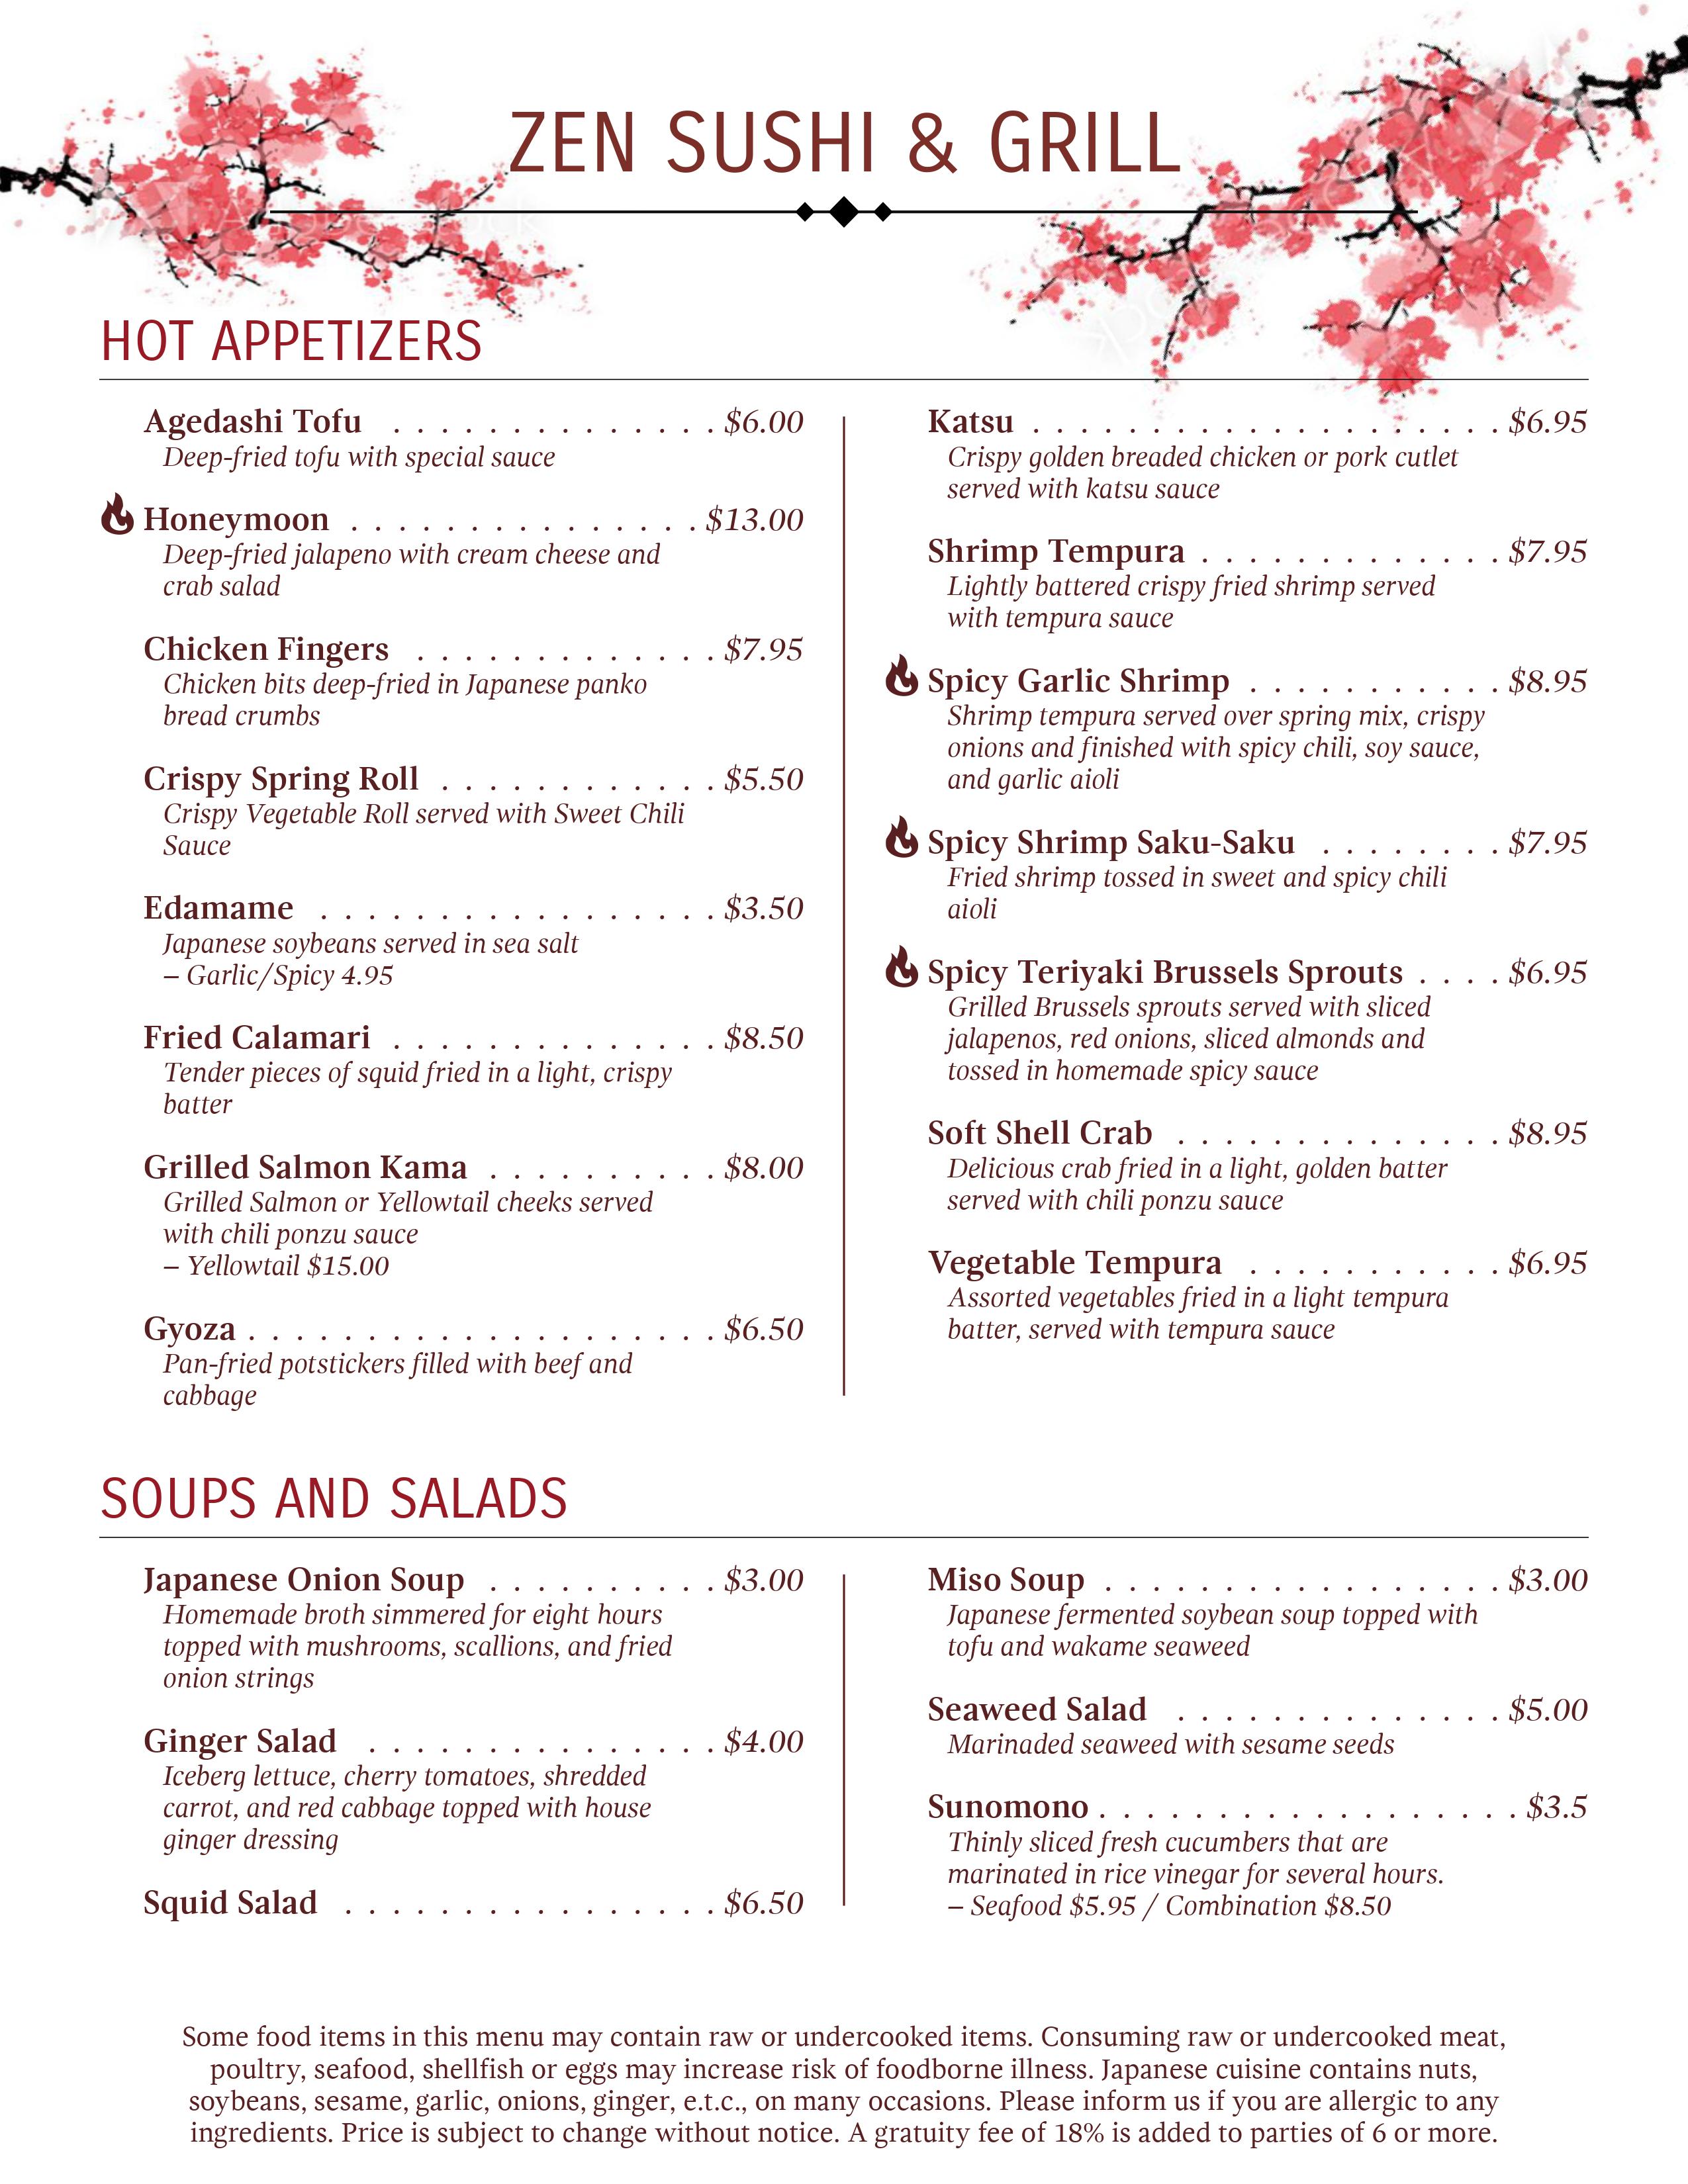 ZEN SUSHI & GRILL
HOT APPETIZERS
Agedashi Tofu . . . . . . . . . . . . . . $6.00
Deep-fried tofu with special sauce
Honeymoon . . . . . . . . . . . . . . . $13.00
Deep-fried jalapeno with cream cheese and
crab salad
Chicken Fingers . . . . . . . . . . . . . $7.95
Chicken bits deep-fried in Japanese panko
bread crumbs
Crispy Spring Roll . . . . . . . . . . . . $5.50
Crispy Vegetable Roll served with Sweet Chili
Sauce
Edamame . . . . . . . . . . . . . . . . . $3.50
Japanese soybeans served in sea salt
– Garlic/Spicy 4.95
Fried Calamari . . . . . . . . . . . . . . $8.50
Tender pieces of squid fried in a light, crispy
batter
Grilled Salmon Kama . . . . . . . . . . $8.00
Grilled Salmon or Yellowtail cheeks served
with chili ponzu sauce
– Yellowtail $15.00
Gyoza . . . . . . . . . . . . . . . . . . . . $6.50
Pan-fried potstickers filled with beef and
cabbage
Katsu . . . . . . . . . . . . . . . . . . . . $6.95
Crispy golden breaded chicken or pork cutlet
served with katsu sauce
Shrimp Tempura . . . . . . . . . . . . . $7.95
Lightly battered crispy fried shrimp served
with tempura sauce
Spicy Garlic Shrimp . . . . . . . . . . . $8.95
Shrimp tempura served over spring mix, crispy
onions and finished with spicy chili, soy sauce,
and garlic aioli
Spicy Shrimp Saku-Saku . . . . . . . . $7.95
Fried shrimp tossed in sweet and spicy chili
aioli
Spicy Teriyaki Brussels Sprouts . . . . $6.95
Grilled Brussels sprouts served with sliced
jalapenos, red onions, sliced almonds and
tossed in homemade spicy sauce
Soft Shell Crab . . . . . . . . . . . . . . $8.95
Delicious crab fried in a light, golden batter
served with chili ponzu sauce
Vegetable Tempura . . . . . . . . . . . $6.95
Assorted vegetables fried in a light tempura
batter, served with tempura sauce
SOUPS AND SALADS
Japanese Onion Soup . . . . . . . . . . $3.00
Homemade broth simmered for eight hours
topped with mushrooms, scallions, and fried
onion strings
Ginger Salad . . . . . . . . . . . . . . . $4.00
Iceberg lettuce, cherry tomatoes, shredded
carrot, and red cabbage topped with house
ginger dressing
Squid Salad . . . . . . . . . . . . . . . . $6.50
Miso Soup . . . . . . . . . . . . . . . . . $3.00
Japanese fermented soybean soup topped with
tofu and wakame seaweed
Seaweed Salad . . . . . . . . . . . . . . $5.00
Marinaded seaweed with sesame seeds
Sunomono . . . . . . . . . . . . . . . . . . $3.5
Thinly sliced fresh cucumbers that are
marinated in rice vinegar for several hours.
– Seafood $5.95 / Combination $8.50
Some food items in this menu may contain raw or undercooked items. Consuming raw or undercooked meat,
poultry, seafood, shellfish or eggs may increase risk of foodborne illness. Japanese cuisine contains nuts,
soybeans, sesame, garlic, onions, ginger, e.t.c., on many occasions. Please inform us if you are allergic to any
ingredients. Price is subject to change without notice. A gratuity fee of 18% is added to parties of 6 or more.